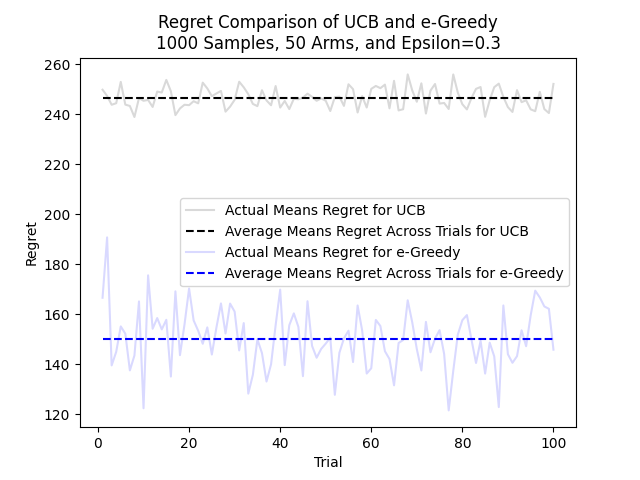 Regret Comparison of UCB and e-Greedy
1000 Samples, 50 Arms, and Epsilon=0.3
260
240
220
200
180
160
140
120
Regret
Actual Means Regret for UCB
Average Means Regret Across Trials for UCB
Actual Means Regret for e-Greedy
Average Means Regret Across Trials for e-Greedy
0 20 40 60 80 100
Trial